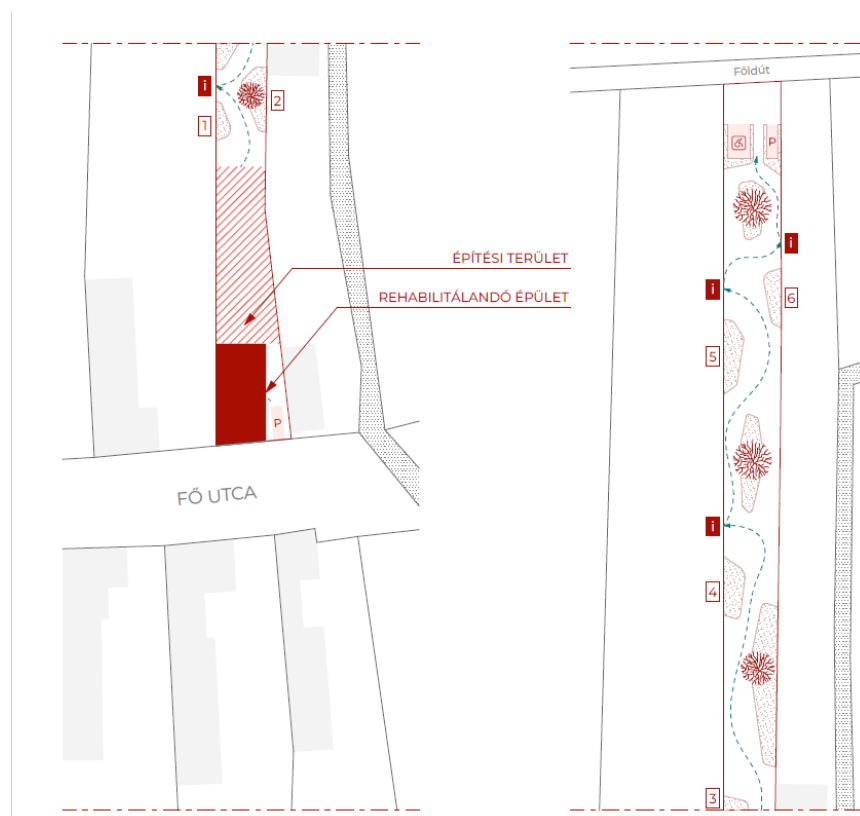 i
2
1
ÉPÍTÉSI TERÜLET
REHABILITÁLANDÓ ÉPÜLET
P
FŐ UTCA
Földút
P
i
i
6
5
i
4
3